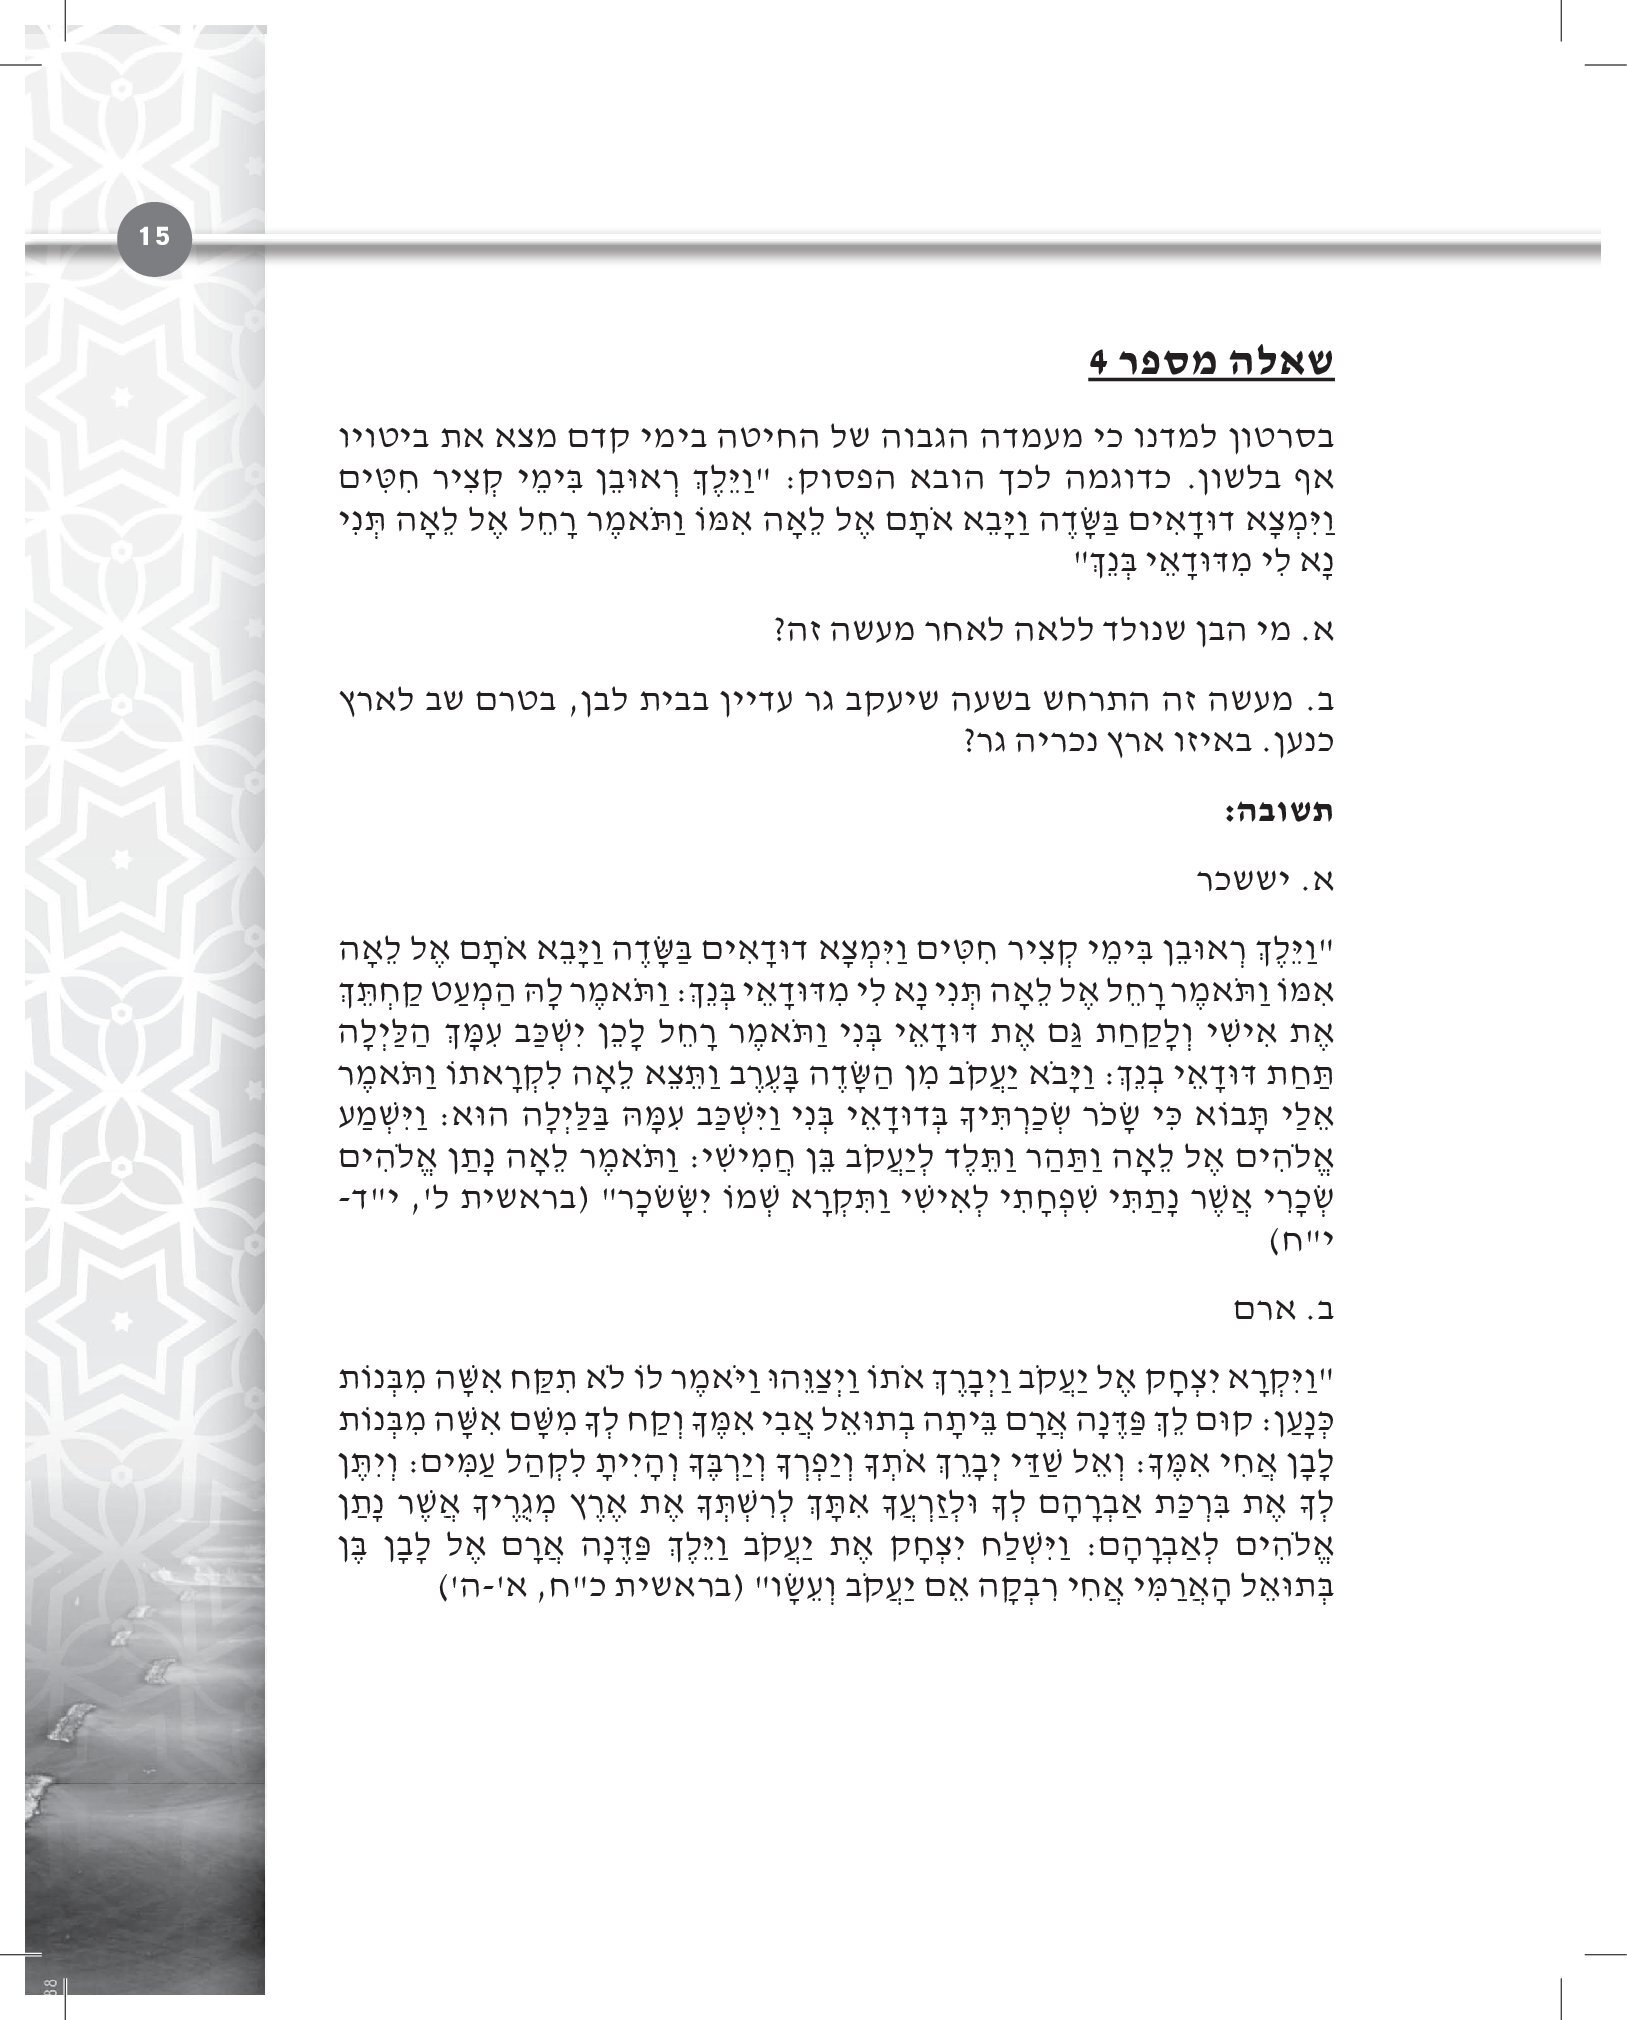 15
שאלה מספר 4
בסרטון למדנו כי מעמדה הגבוה של החיטה בימי קדם מצא את ביטויו
אף בלשון. כדוגמה לכך הובא הפסוק: "וַיֵּלֶךְ רְאוּבֵן בִּימֵי קְצִיר חִטִּים
וַיִּמְצָא דוּדָאִים בַּשָּׂדֶה וַיָּבֵא אֹתָם אֶל לֵאָה אִמּוֹ וַתֹּאמֶר רָחֵל אֶל לֵאָה תְּנִי
נָא לִי מִדּוּדָאֵי בְּנֵךְ"
א. מי הבן שנולד ללאה לאחר מעשה זה?
ב. מעשה זה התרחש בשעה שיעקב גר עדיין בבית לבן, בטרם שב לארץ
כנען. באיזו ארץ נכריה גר?
תשובה:
א. יששכר
"וַיֵּלֶךְ רְאוּבֵן בִּימֵי קְצִיר חִטִּים וַיִּמְצָא דוּדָאִים בַּשָּׂדֶה וַיָּבֵא אֹתָם אֶל לֵאָה
אִמּוֹ וַתֹּאמֶר רָחֵל אֶל לֵאָה תְּנִי נָא לִי מִדּוּדָאֵי בְּנֵךְ: וַתֹּאמֶר לָהּ הַמְעַט קַחְתֵּךְ
אֶת אִישִׁי וְלָקַחַת גַּם אֶת דּוּדָאֵי בְּנִי וַתֹּאמֶר רָחֵל לָכֵן יִשְׁכַּב עִמָּךְ הַלַּיְלָה
תַּחַת דּוּדָאֵי בְנֵךְ: וַיָּבֹא יַעֲקֹב מִן הַשָּׂדֶה בָּעֶרֶב וַתֵּצֵא לֵאָה לִקְרָאתוֹ וַתֹּאמֶר
אֵלַי תָּבוֹא כִּי שָׂכֹר שְׂכַרְתִּיךָ בְּדוּדָאֵי בְּנִי וַיִּשְׁכַּב עִמָּהּ בַּלַּיְלָה הוּא: וַיִּשְׁמַע
אֱלֹהִים אֶל לֵאָה וַתַּהַר וַתֵּלֶד לְיַעֲקֹב בֵּן חֲמִישִׁי: וַתֹּאמֶר לֵאָה נָתַן אֱלֹהִים
שְׂכָרִי אֲשֶׁר נָתַתִּי שִׁפְחָתִי לְאִישִׁי וַתִּקְרָא שְׁמוֹ יִשָּׂשׂכָר" (בראשית ל', י"ד-
י"ח)
ב. ארם
"וַיִּקְרָא יִצְחָק אֶל יַעֲקֹב וַיְבָרֶךְ אֹתוֹ וַיְצַוֵּהוּ וַיֹּאמֶר לוֹ לֹא תִקַּח אִשָּׁה מִבְּנוֹת
כְּנָעַן: קוּם לֵךְ פַּדֶּנָה אֲרָם בֵּיתָה בְתוּאֵל אֲבִי אִמֶּךָ וְקַח לְךָ מִשָּׁם אִשָּׁה מִבְּנוֹת
לָבָן אֲחִי אִמֶּךָ: וְאֵל שַׁדַּי יְבָרֵךְ אֹתְךָ וְיַפְרְךָ וְיַרְבֶּךָ וְהָיִיתָ לִקְהַל עַמִּים: וְיִתֶּן
לְךָ אֶת בִּרְכַּת אַבְרָהָם לְךָ וּלְזַרְעֲךָ אִתָּךְ לְרִשְׁתְּךָ אֶת אֶרֶץ מְגֻרֶיךָ אֲשֶׁר נָתַן
אֱלֹהִים לְאַבְרָהָם: וַיִּשְׁלַח יִצְחָק אֶת יַעֲקֹב וַיֵּלֶךְ פַּדֶּנָה אֲרָם אֶל לָבָן בֶּן
בְּתוּאֵל הָאֲרַמִּי אֲחִי רִבְקָה אֵם יַעֲקֹב וְעֵשָׂו" (בראשית כ"ח, א'-ה')